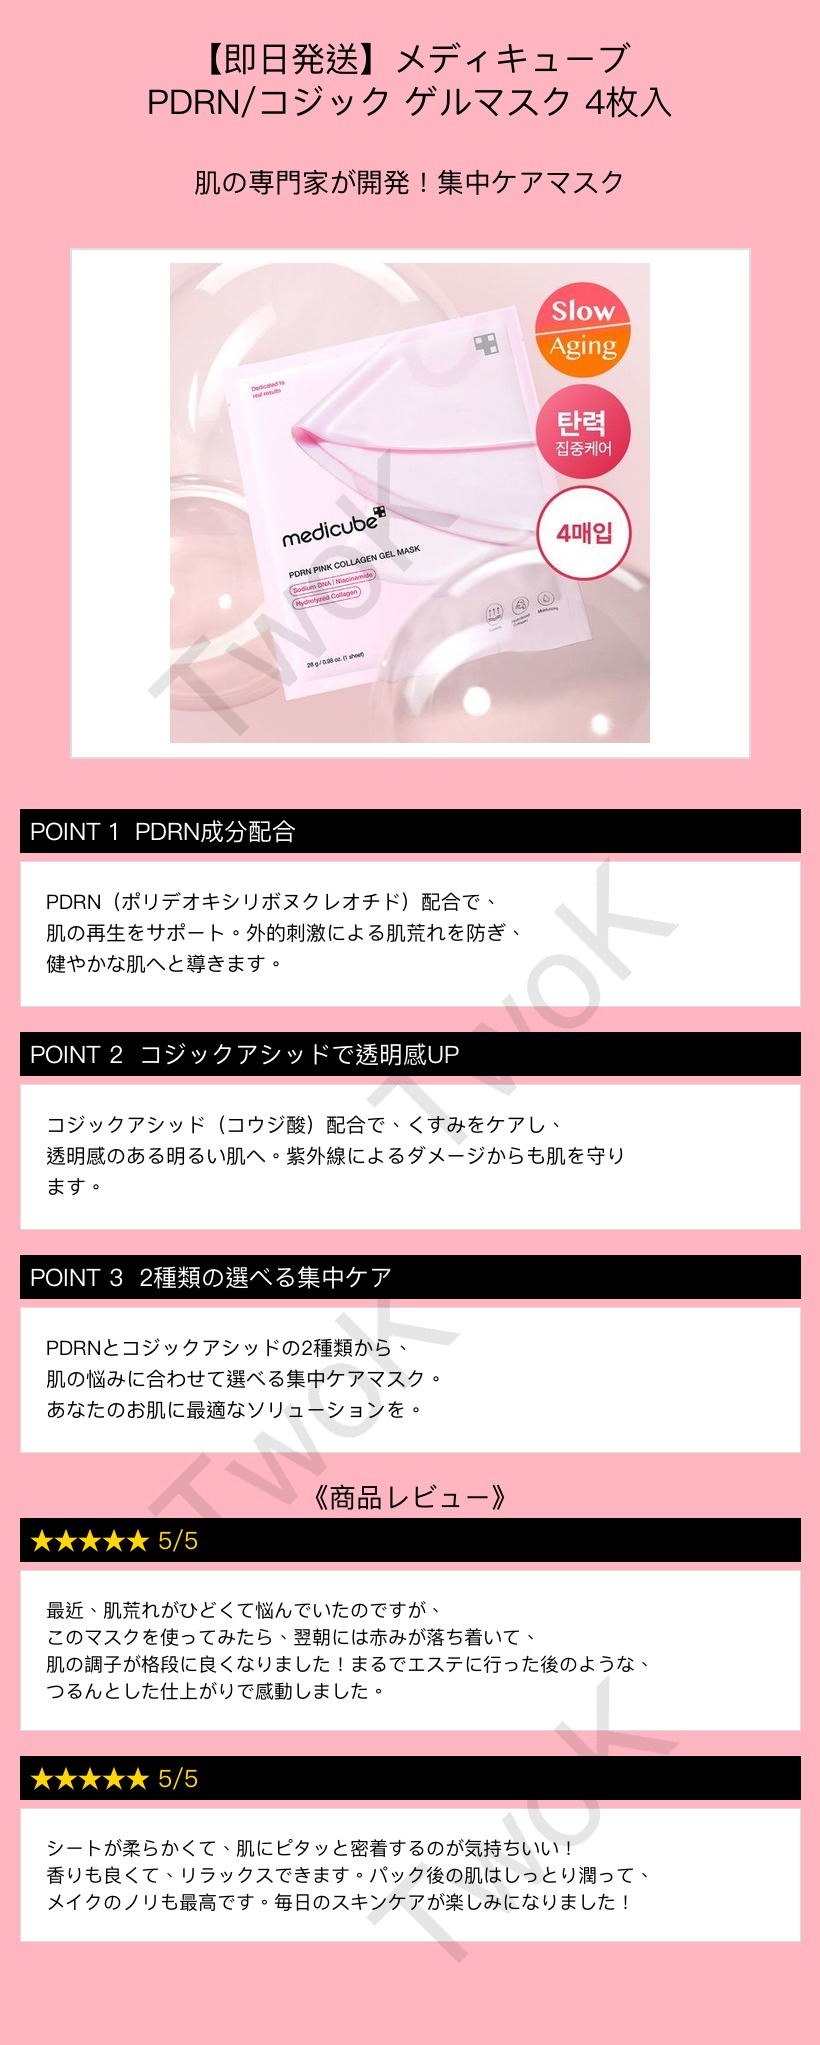 【即日発送】メディキューブ
PDRN/コジック ゲルマスク 4枚入
肌の専門家が開発！集中ケアマスク
Slow
Aging
탄력
집중케어
4매입
Dedicated to
real results
medicube
PDRN PINK COLLAGEN GEL MASK
Sodium DNA | Niacinamide
Hydrolyzed Collagen
28 g / 0.98 oz. (1 sheet)
TwoK
POINT 1 PDRN成分配合
PDRN（ポリデオキシリボヌクレオチド）配合で、
肌の再生をサポート。外的刺激による肌荒れを防ぎ、
健やかな肌へと導きます。
TwoK
POINT 2 コジックアシッドで透明感UP
コジックアシッド（コウジ酸）配合で、くすみをケアし、
透明感のある明るい肌へ。紫外線によるダメージからも肌を守り
ます。
POINT 3 2種類の選べる集中ケア
PDRNとコジックアシッドの2種類から、
肌の悩みに合わせて選べる集中ケアマスク。
あなたのお肌に最適なソリューションを。
TwoK
《商品レビュー》
★★★★★ 5/5
最近、肌荒れがひどくて悩んでいたのですが、
このマスクを使ってみたら、翌朝には赤みが落ち着いて、
肌の調子が格段に良くなりました！まるでエステに行った後のような、
つるんとした仕上がりで感動しました。
★★★★★ 5/5
シートが柔らかくて、肌にピタッと密着するのが気持ちいい！
香りも良くて、リラックスできます。パック後の肌はしっとり潤って、
メイクのノリも最高です。毎日のスキンケアが楽しみになりました！
TwoK